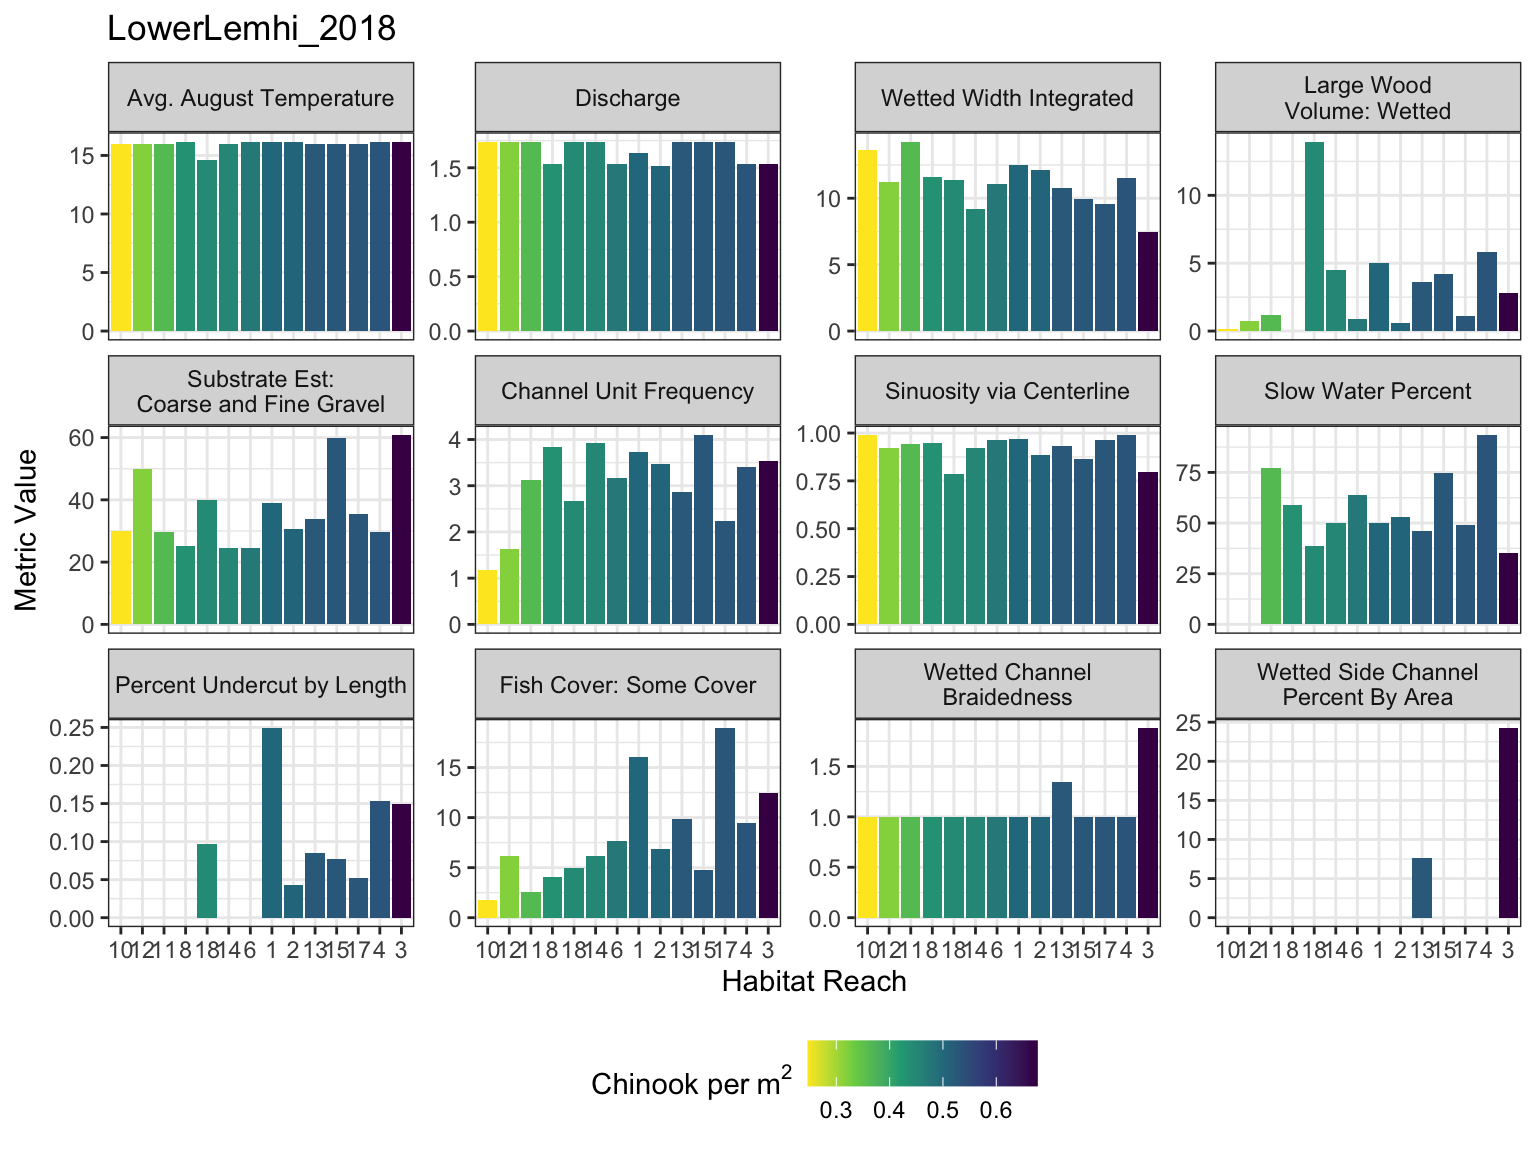 LowerLemhi_2018
Avg. August Temperature
Discharge
Wetted Width Integrated
Large Wood
Volume: Wetted
15
10
5
0
1.5
1.0
0.5
0.0
10
5
0
10
5
0
Substrate Est:
Coarse and Fine Gravel
Channel Unit Frequency
Sinuosity via Centerline
Slow Water Percent
60
40
20
0
4
3
2
1
0
1.00
0.75
0.50
0.25
0.00
75
50
25
0
Metric Value
Percent Undercut by Length
Fish Cover: Some Cover
Wetted Channel
Braidedness
Wetted Side Channel
Percent By Area
0.25
0.20
0.15
0.10
0.05
0.00
15
10
5
0
1.5
1.0
0.5
0.0
25
20
15
10
5
0
10 12 11 8 18 14 6 1 2 13 15 17 4 3
10 12 11 8 18 14 6 1 2 13 15 17 4 3
10 12 11 8 18 14 6 1 2 13 15 17 4 3
10 12 11 8 18 14 6 1 2 13 15 17 4 3
Habitat Reach
Chinook per m²
0.3 0.4 0.5 0.6